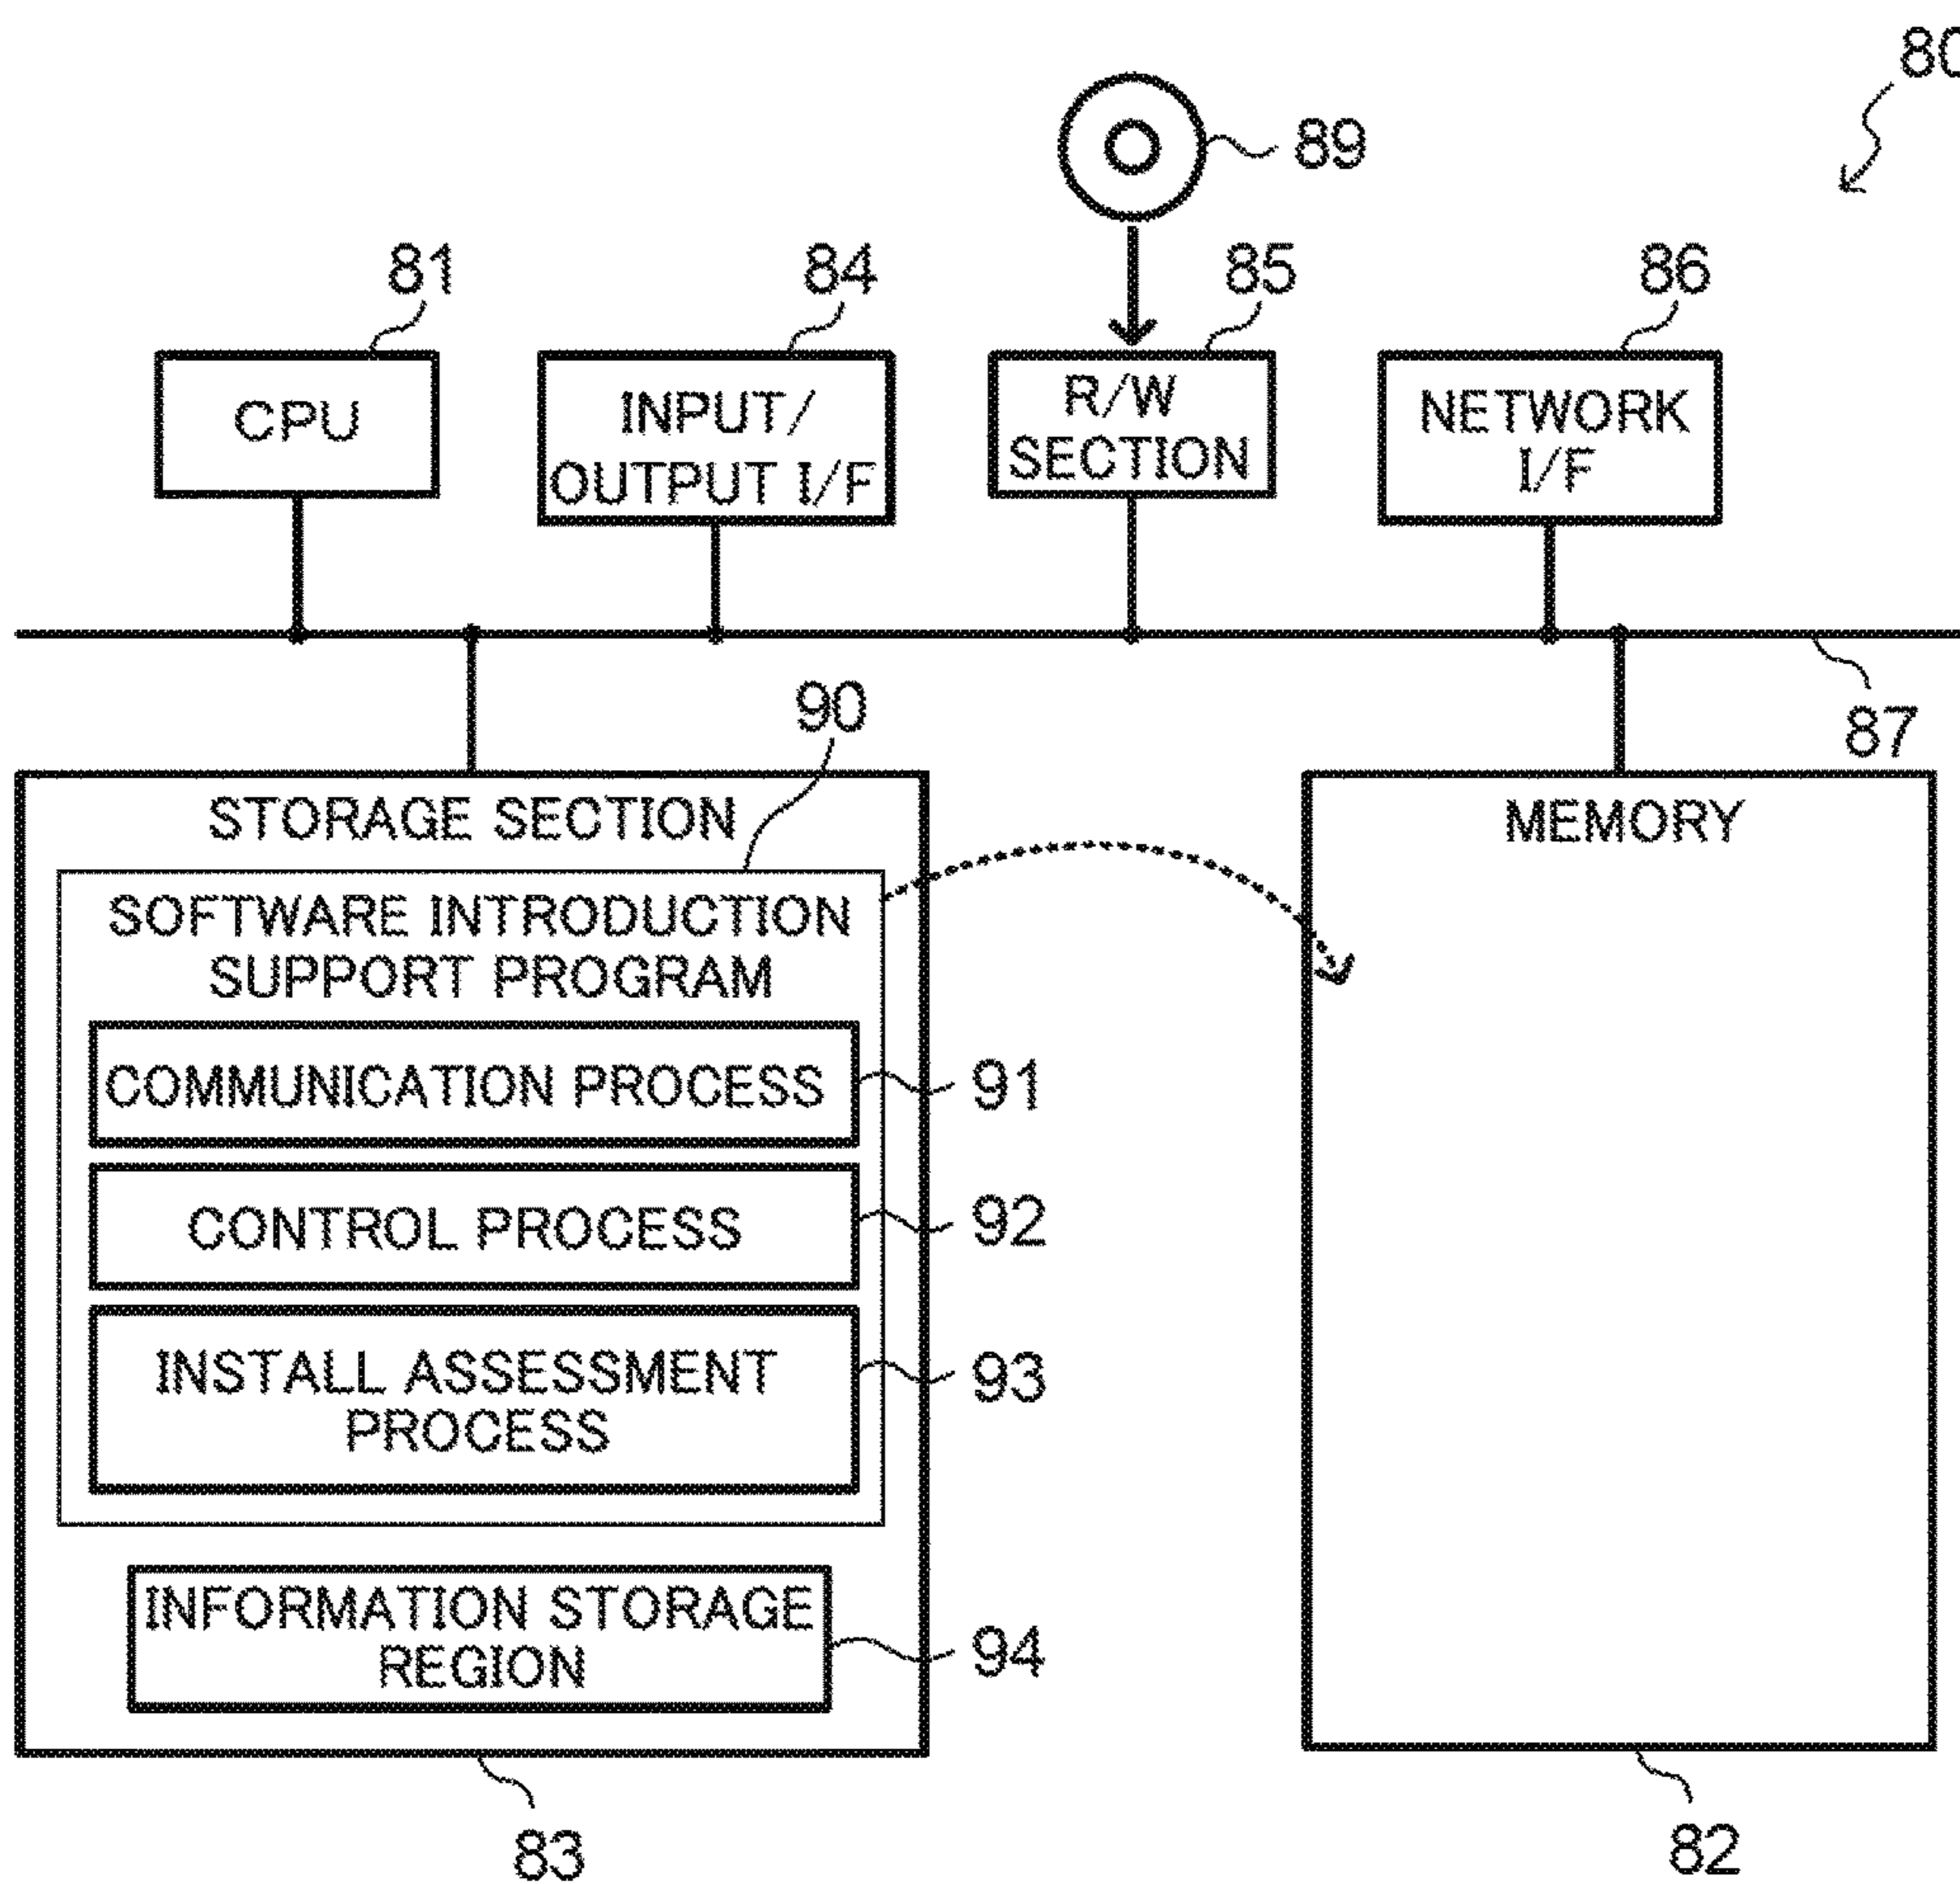 80
89
81
84
85
86
CPU
INPUT/
OUTPUT I/F
R/W
SECTION
NETWORK
I/F
87
90
STORAGE SECTION
SOFTWARE INTRODUCTION
SUPPORT PROGRAM
COMMUNICATION PROCESS
91
CONTROL PROCESS
92
INSTALL ASSESSMENT
PROCESS
93
INFORMATION STORAGE
REGION
94
83
MEMORY
82